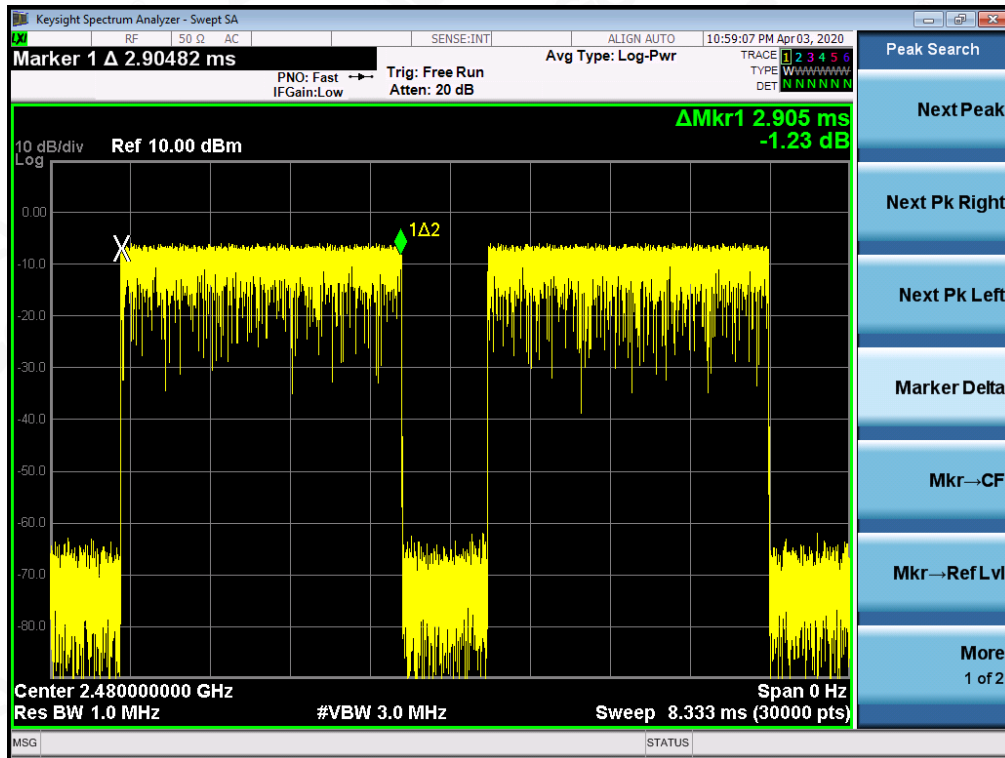 Keysight Spectrum Analyzer - Swept SA
LXI RF 50 Ω AC SENSE:INT ALIGN AUTO 10:59:07 PM Apr 03, 2020
Marker 1 Δ 2.90482 ms
PNO: Fast
IFGain:Low
Trig: Free Run
Atten: 20 dB
Avg Type: Log-Pwr
TRACE 1 2 3 4 5 6
TYPE WWWWWW
DET N N N N N N
ΔMkr1 2.905 ms
-1.23 dB
10 dB/div Ref 10.00 dBm
Log
0.00
-10.0
-20.0
-30.0
-40.0
-50.0
-60.0
-70.0
-80.0
X
1Δ2
Center 2.480000000 GHz Span 0 Hz
Res BW 1.0 MHz #VBW 3.0 MHz Sweep 8.333 ms (30000 pts)
MSG STATUS
Peak Search
Next Peak
Next Pk Right
Next Pk Left
Marker Delta
Mkr→CF
Mkr→Ref Lvl
More
1 of 2